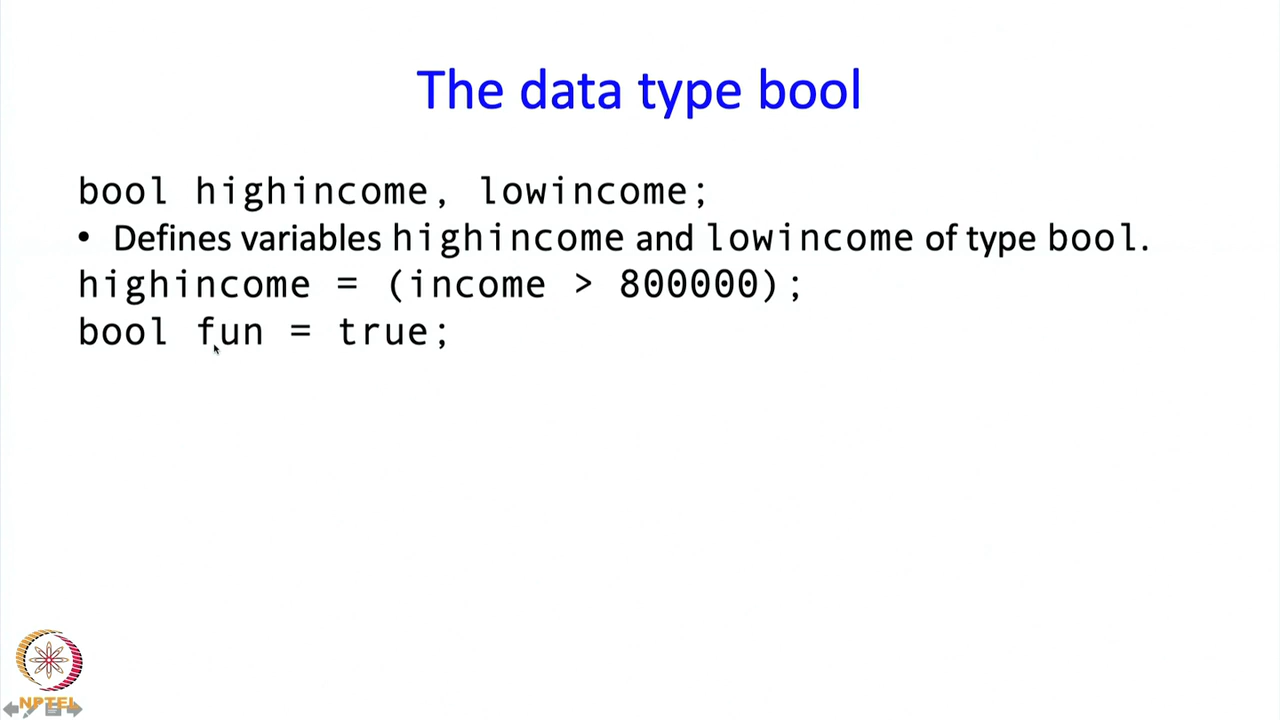 The data type bool
bool highincome, lowincome;
• Defines variables highincome and lowincome of type bool.
highincome = (income > 800000);
bool fun = true;
NPTEL